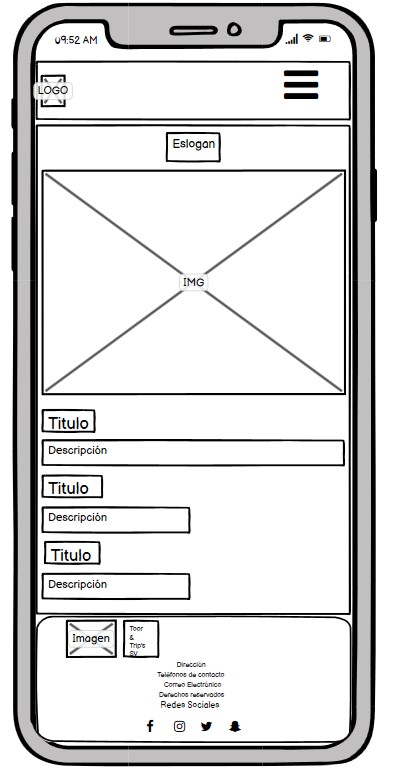 09:52 AM
LOGO
Eslogan
IMG
Titulo
Descripción
Titulo
Descripción
Titulo
Descripción
Imagen
Toor
&
Trip's
SV
Dirección
Teléfonos de contacto
Correo Electrónico
Derechos reservados
Redes Sociales